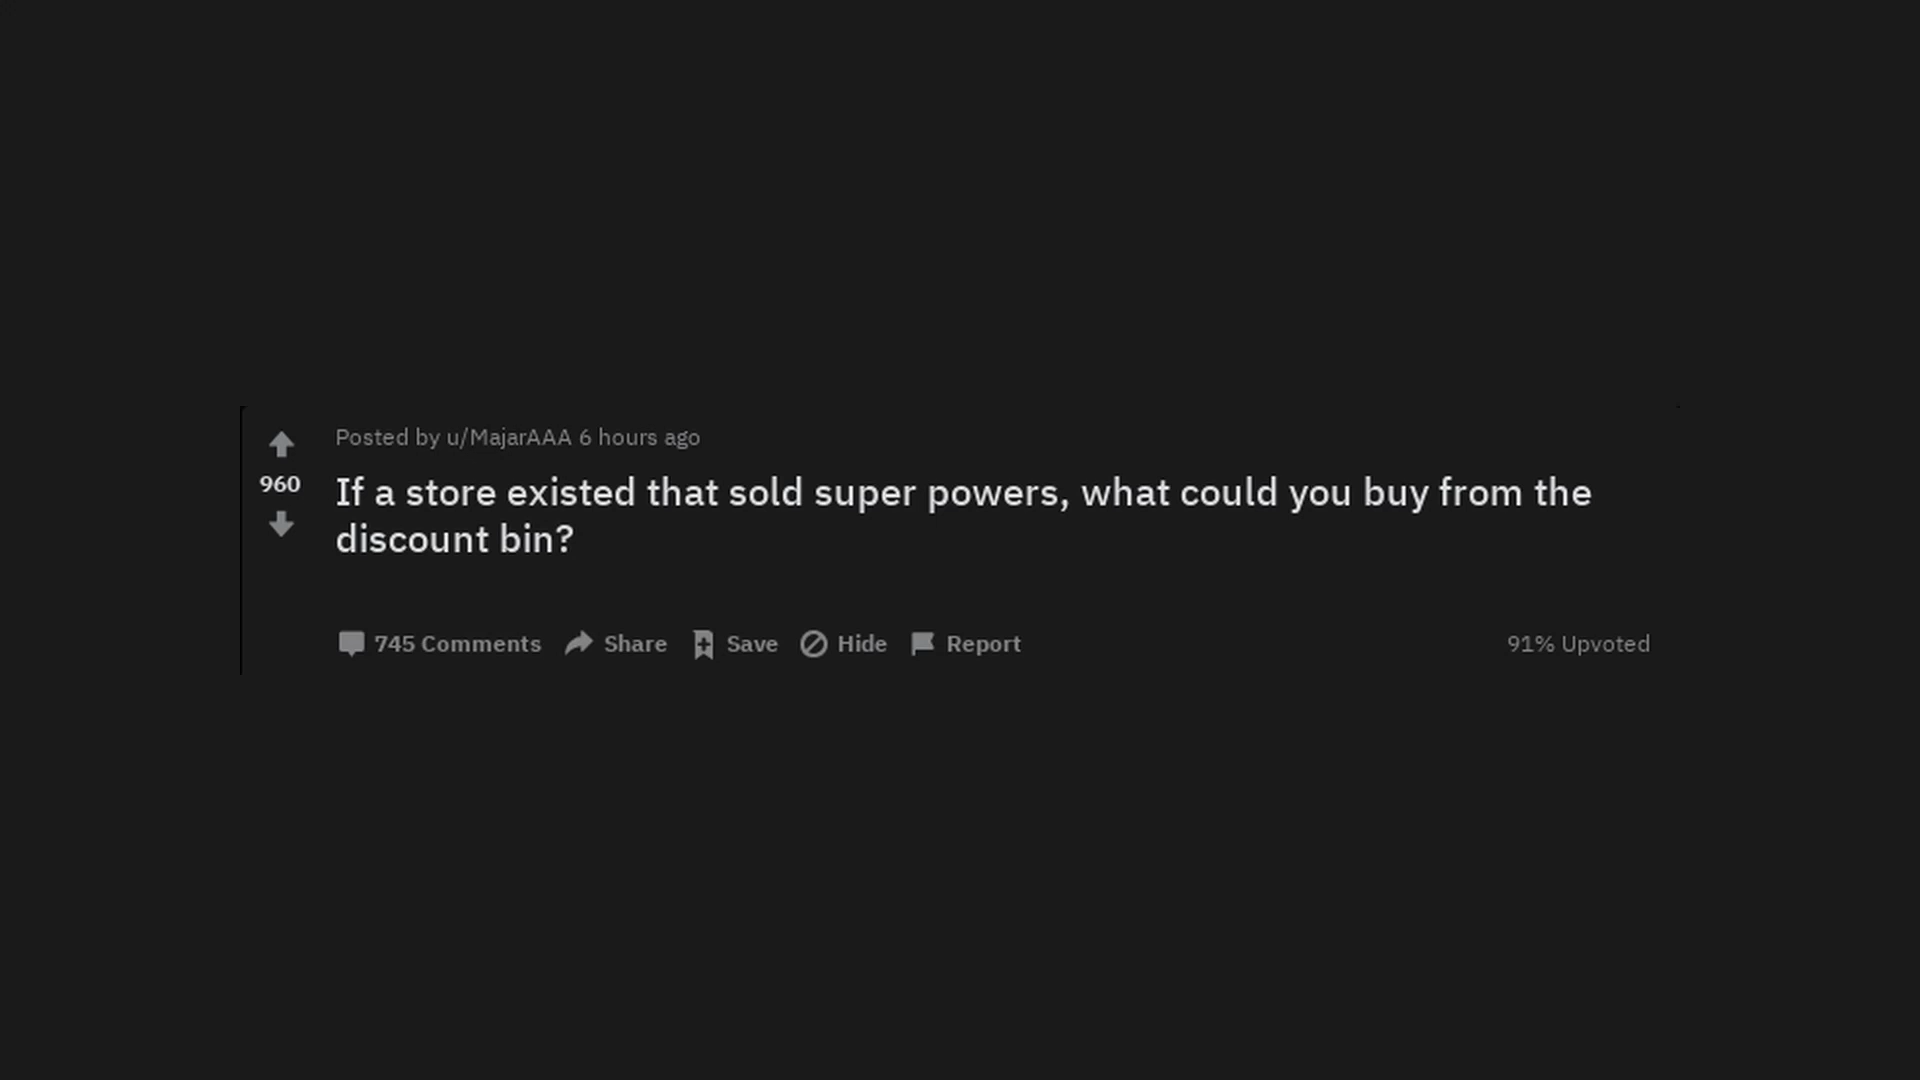 Posted by u/MajarAAA 6 hours ago
960
If a store existed that sold super powers, what could you buy from the
discount bin?
745 Comments Share Save Hide Report 91% Upvoted